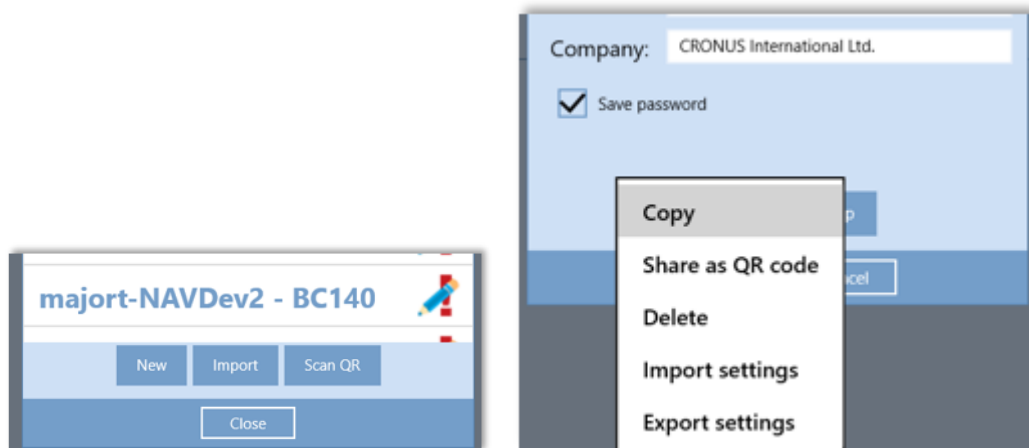 majort-NAVDev2 - BC140
New Import Scan QR
Close
Company: CRONUS International Ltd.
Save password
Copy
Share as QR code
Delete
Import settings
Export settings